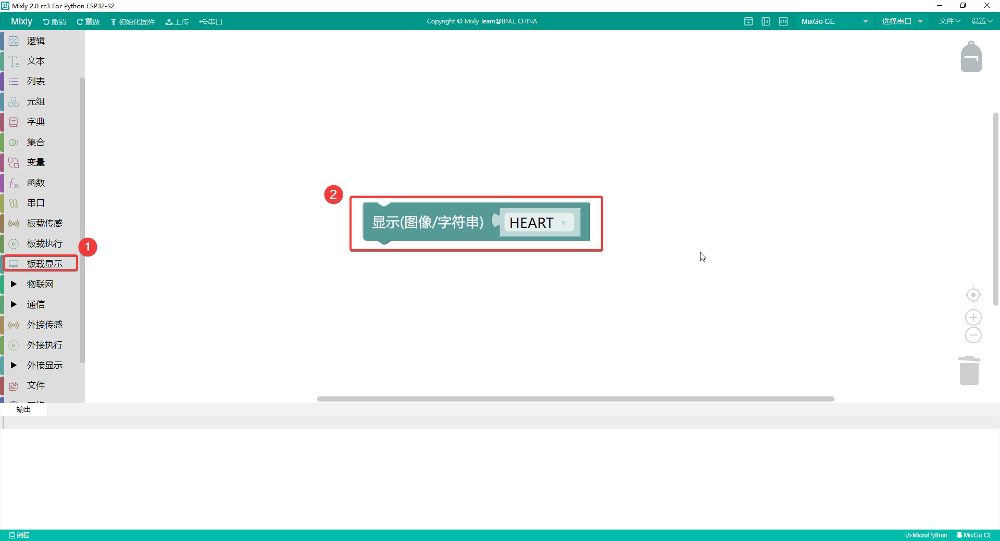 Mixly 2.0 rc3 For Python ESP32-S2
Mixly 撤销 重做 初始化固件 上传 串口 Copyright © Mixly Team@BNU, CHINA MixGo CE 选择串口 文件 设置
逻辑
文本
列表
元组
字典
集合
变量
函数
串口
板载传感
板载执行
1
板载显示
物联网
通信
外接传感
外接执行
外接显示
文件
2
显示(图像/字符串) HEART
输出
例程 MicroPython MixGo CE